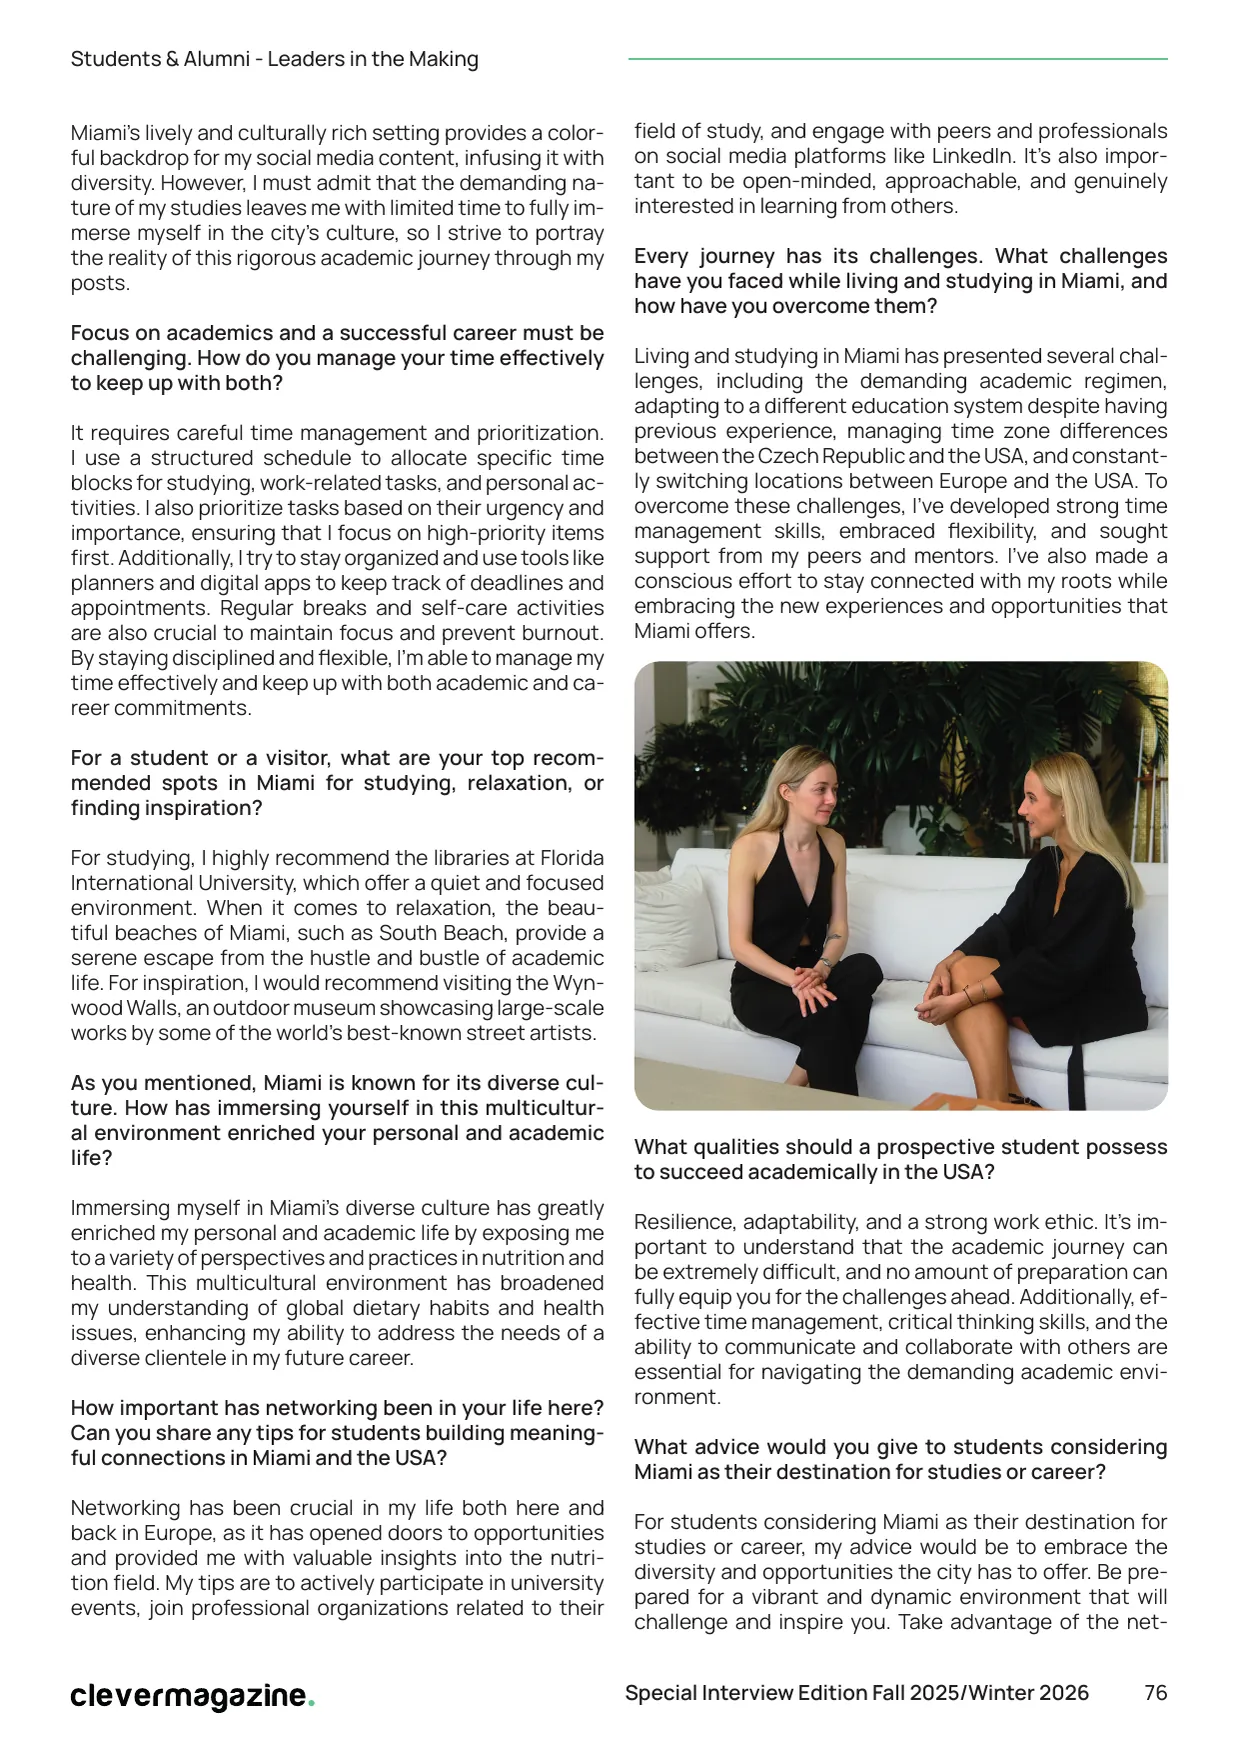 Students & Alumni - Leaders in the Making
Miami's lively and culturally rich setting provides a color-
ful backdrop for my social media content, infusing it with
diversity. However, I must admit that the demanding na-
ture of my studies leaves me with limited time to fully im-
merse myself in the city's culture, so I strive to portray
the reality of this rigorous academic journey through my
posts.
Focus on academics and a successful career must be
challenging. How do you manage your time effectively
to keep up with both?
It requires careful time management and prioritization.
I use a structured schedule to allocate specific time
blocks for studying, work-related tasks, and personal ac-
tivities. I also prioritize tasks based on their urgency and
importance, ensuring that I focus on high-priority items
first. Additionally, I try to stay organized and use tools like
planners and digital apps to keep track of deadlines and
appointments. Regular breaks and self-care activities
are also crucial to maintain focus and prevent burnout.
By staying disciplined and flexible, I'm able to manage my
time effectively and keep up with both academic and ca-
reer commitments.
For a student or a visitor, what are your top recom-
mended spots in Miami for studying, relaxation, or
finding inspiration?
For studying, I highly recommend the libraries at Florida
International University, which offer a quiet and focused
environment. When it comes to relaxation, the beau-
tiful beaches of Miami, such as South Beach, provide a
serene escape from the hustle and bustle of academic
life. For inspiration, I would recommend visiting the Wyn-
wood Walls, an outdoor museum showcasing large-scale
works by some of the world's best-known street artists.
As you mentioned, Miami is known for its diverse cul-
ture. How has immersing yourself in this multicultur-
al environment enriched your personal and academic
life?
Immersing myself in Miami's diverse culture has greatly
enriched my personal and academic life by exposing me
to a variety of perspectives and practices in nutrition and
health. This multicultural environment has broadened
my understanding of global dietary habits and health
issues, enhancing my ability to address the needs of a
diverse clientele in my future career.
How important has networking been in your life here?
Can you share any tips for students building meaning-
ful connections in Miami and the USA?
Networking has been crucial in my life both here and
back in Europe, as it has opened doors to opportunities
and provided me with valuable insights into the nutri-
tion field. My tips are to actively participate in university
events, join professional organizations related to their
field of study, and engage with peers and professionals
on social media platforms like LinkedIn. It's also impor-
tant to be open-minded, approachable, and genuinely
interested in learning from others.
Every journey has its challenges. What challenges
have you faced while living and studying in Miami, and
how have you overcome them?
Living and studying in Miami has presented several chal-
lenges, including the demanding academic regimen,
adapting to a different education system despite having
previous experience, managing time zone differences
between the Czech Republic and the USA, and constant-
ly switching locations between Europe and the USA. To
overcome these challenges, I've developed strong time
management skills, embraced flexibility, and sought
support from my peers and mentors. I've also made a
conscious effort to stay connected with my roots while
embracing the new experiences and opportunities that
Miami offers.
What qualities should a prospective student possess
to succeed academically in the USA?
Resilience, adaptability, and a strong work ethic. It's im-
portant to understand that the academic journey can
be extremely difficult, and no amount of preparation can
fully equip you for the challenges ahead. Additionally, ef-
fective time management, critical thinking skills, and the
ability to communicate and collaborate with others are
essential for navigating the demanding academic envi-
ronment.
What advice would you give to students considering
Miami as their destination for studies or career?
For students considering Miami as their destination for
studies or career, my advice would be to embrace the
diversity and opportunities the city has to offer. Be pre-
pared for a vibrant and dynamic environment that will
challenge and inspire you. Take advantage of the net-
clevermagazine.
Special Interview Edition Fall 2025/Winter 2026 76